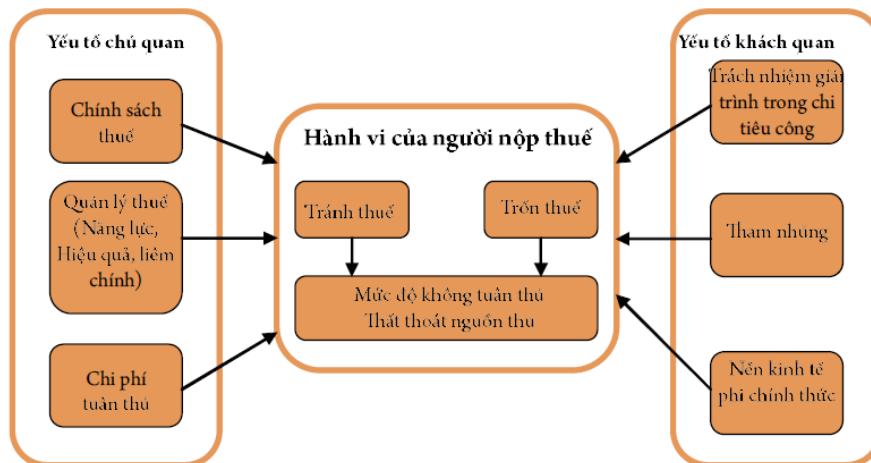 Yếu tố chủ quan
Chính sách
thuế
Quản lý thuế
(Năng lực,
Hiệu quả, liêm
chính)
Chi phí
tuân thủ
Hành vi của người nộp thuế
Tránh thuế
Trốn thuế
Mức độ không tuân thủ
Thất thoát nguồn thu
Yếu tố khách quan
Trách nhiệm giải
trình trong chi
tiêu công
Tham nhung
Nền kinh tế
phi chính thức